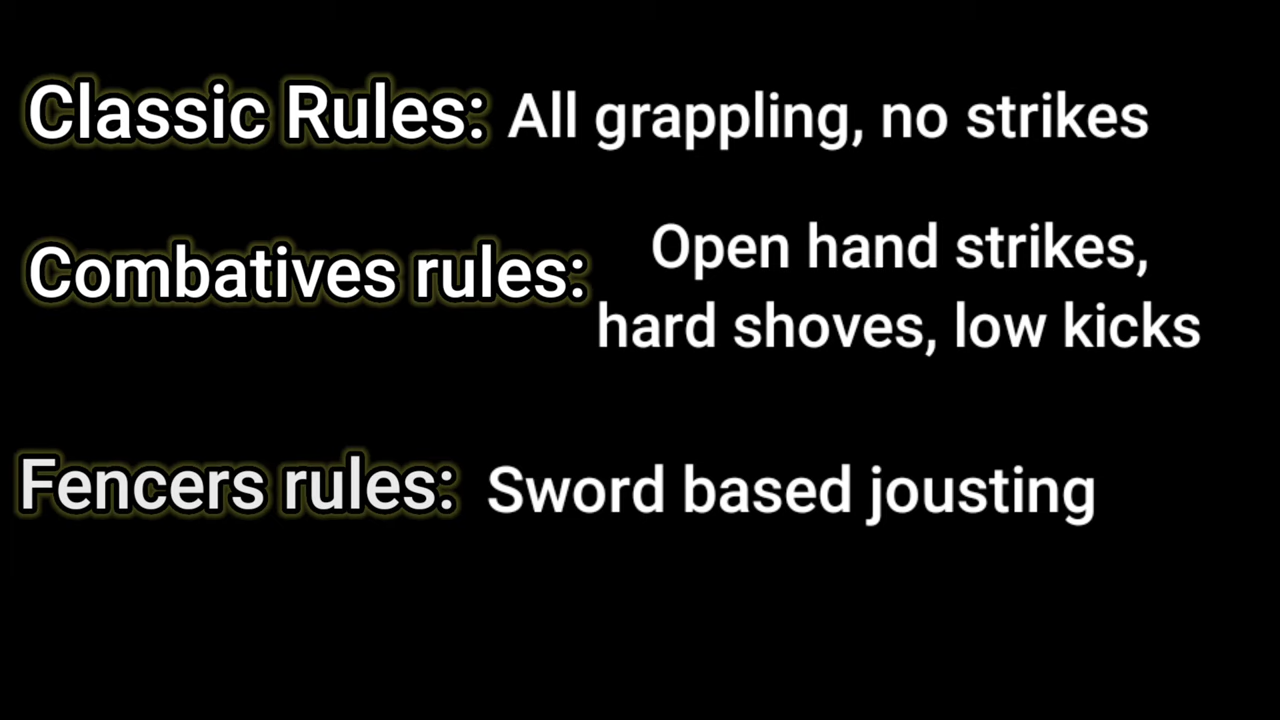 Classic Rules: All grappling, no strikes
Combatives rules: Open hand strikes,
hard shoves, low kicks
Fencers rules: Sword based jousting